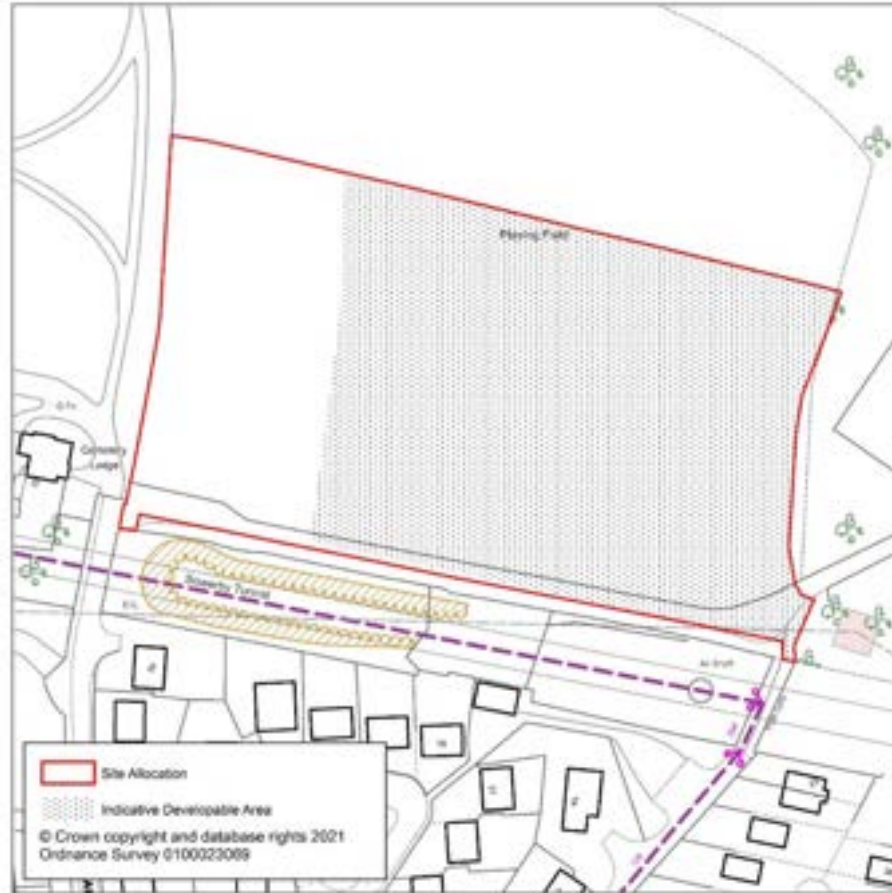 Playing Field
Cemetery
Lodge
Sowerby Tunnel
Air Shaft
Site Allocation
Indicative Developable Area
© Crown copyright and database rights 2021
Ordnance Survey 0100023069